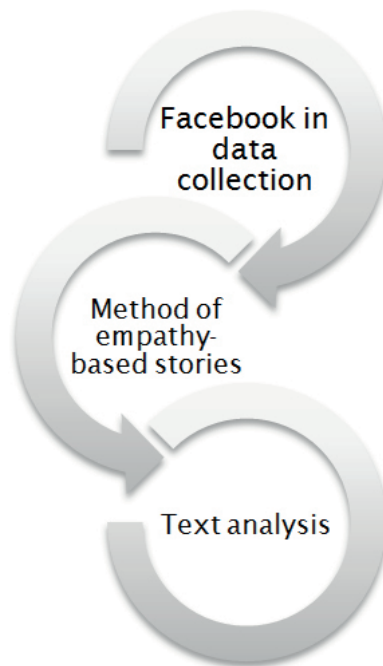 Facebook in
data
collection
Method of
empathy-
based stories
Text analysis